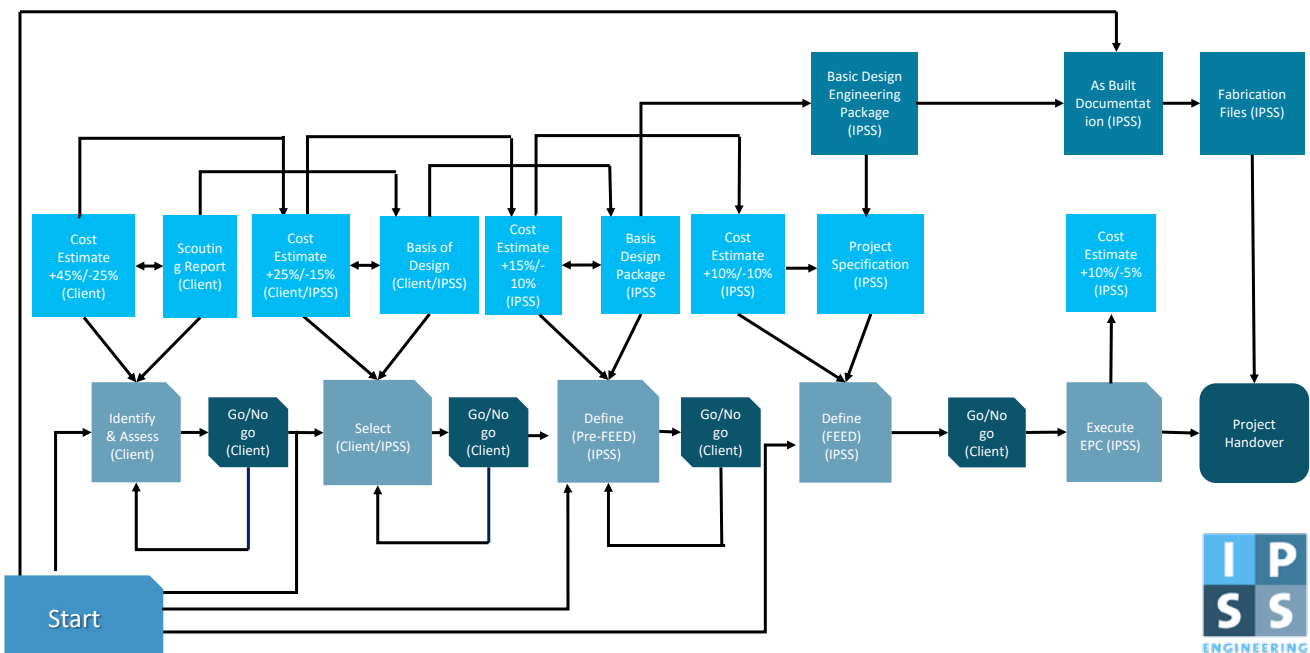 Basic Design
Engineering
Package
(IPSS)
As Built
Documentat
ion (IPSS)
Fabrication
Files (IPSS)
Cost
Estimate
+45%/-25%
(Client)
Scoutin
g Report
(Client)
Cost
Estimate
+25%/-15%
(Client/IPSS)
Basis of
Design
(Client/IPSS)
Cost
Estimate
+15%/-
10%
(IPSS)
Basis
Design
Package
(IPSS
Cost
Estimate
+10%/-10%
(IPSS)
Project
Specification
(IPSS)
Cost
Estimate
+10%/-5%
(IPSS)
Identify
& Assess
(Client)
Go/No
go
(Client)
Select
(Client/IPSS)
Go/No
go
(Client)
Define
(Pre-FEED)
(IPSS)
Go/No
go
(Client)
Define
(FEED)
(IPSS)
Go/No
go
(Client)
Execute
EPC (IPSS)
Project
Handover
Start
I P
S S
ENGINEERING